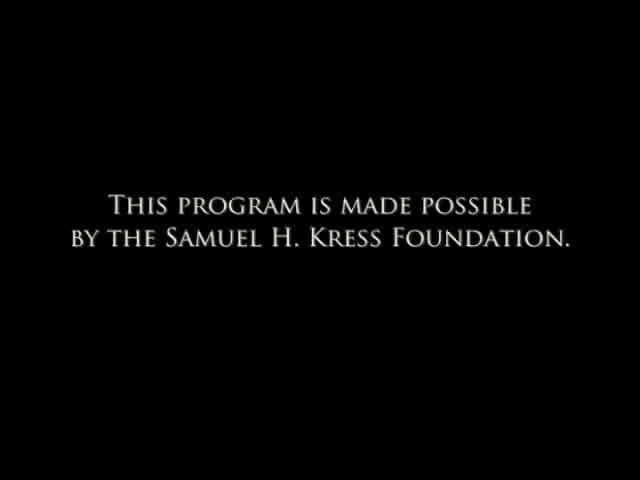 This program is made possible
by the Samuel H. Kress Foundation.